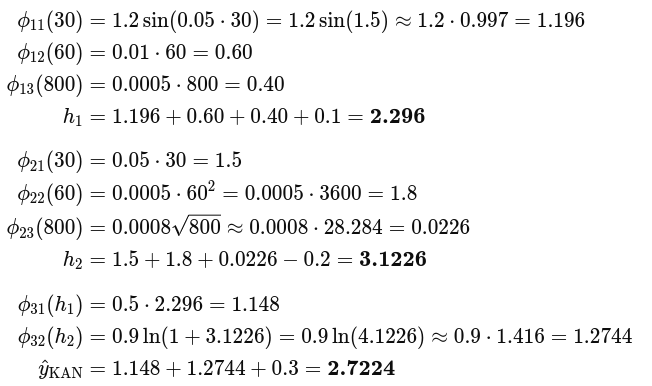 ϕ₁₁(30) = 1.2 sin(0.05 · 30) = 1.2 sin(1.5) ≈ 1.2 · 0.997 = 1.196
ϕ₁₂(60) = 0.01 · 60 = 0.60
ϕ₁₃(800) = 0.0005 · 800 = 0.40
h₁ = 1.196 + 0.60 + 0.40 + 0.1 = 2.296
ϕ₂₁(30) = 0.05 · 30 = 1.5
ϕ₂₂(60) = 0.0005 · 60² = 0.0005 · 3600 = 1.8
ϕ₂₃(800) = 0.0008√800 ≈ 0.0008 · 28.284 = 0.0226
h₂ = 1.5 + 1.8 + 0.0226 − 0.2 = 3.1226
ϕ₃₁(h₁) = 0.5 · 2.296 = 1.148
ϕ₃₂(h₂) = 0.9 ln(1 + 3.1226) = 0.9 ln(4.1226) ≈ 0.9 · 1.416 = 1.2744
ŷKAN = 1.148 + 1.2744 + 0.3 = 2.7224